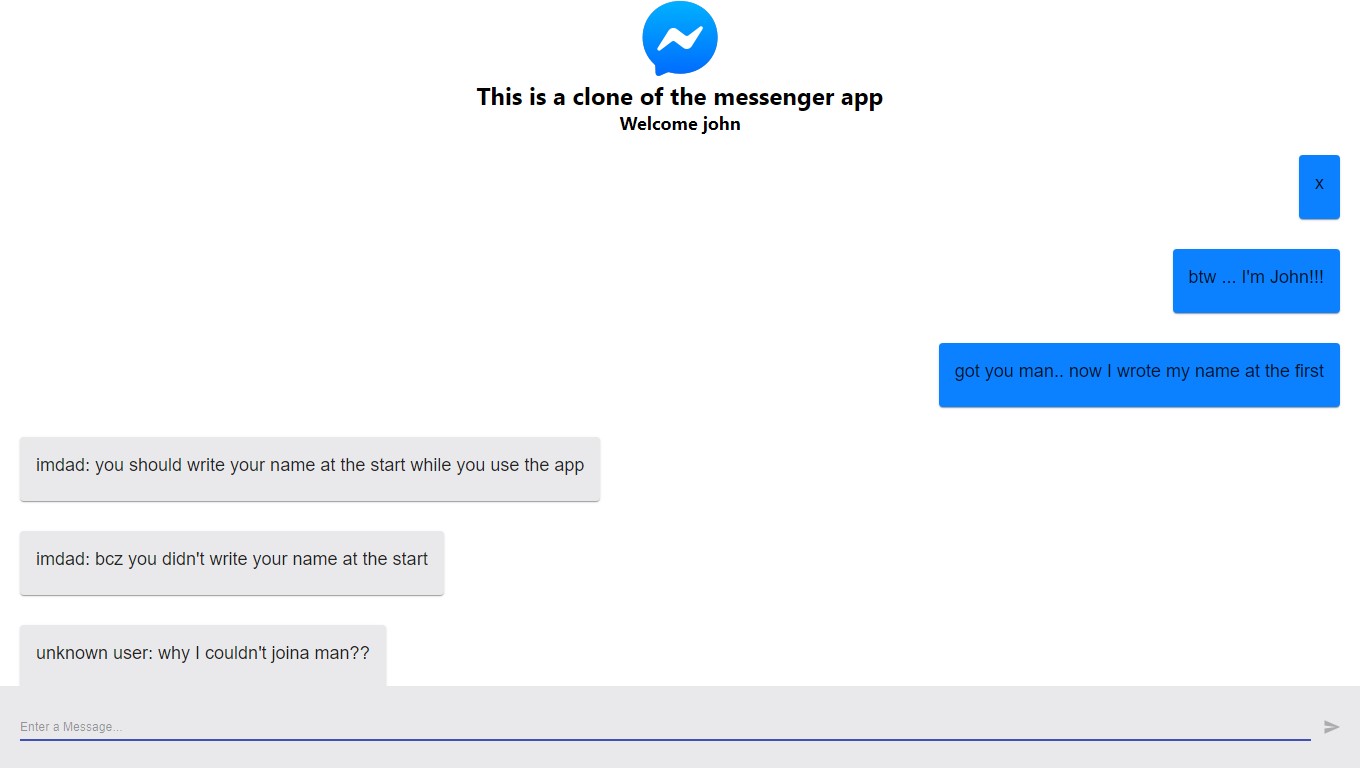 This is a clone of the messenger app
Welcome john
x
btw ... I'm John!!!
got you man.. now I wrote my name at the first
imdad: you should write your name at the start while you use the app
imdad: bcz you didn't write your name at the start
unknown user: why I couldn't joina man??
Enter a Message...